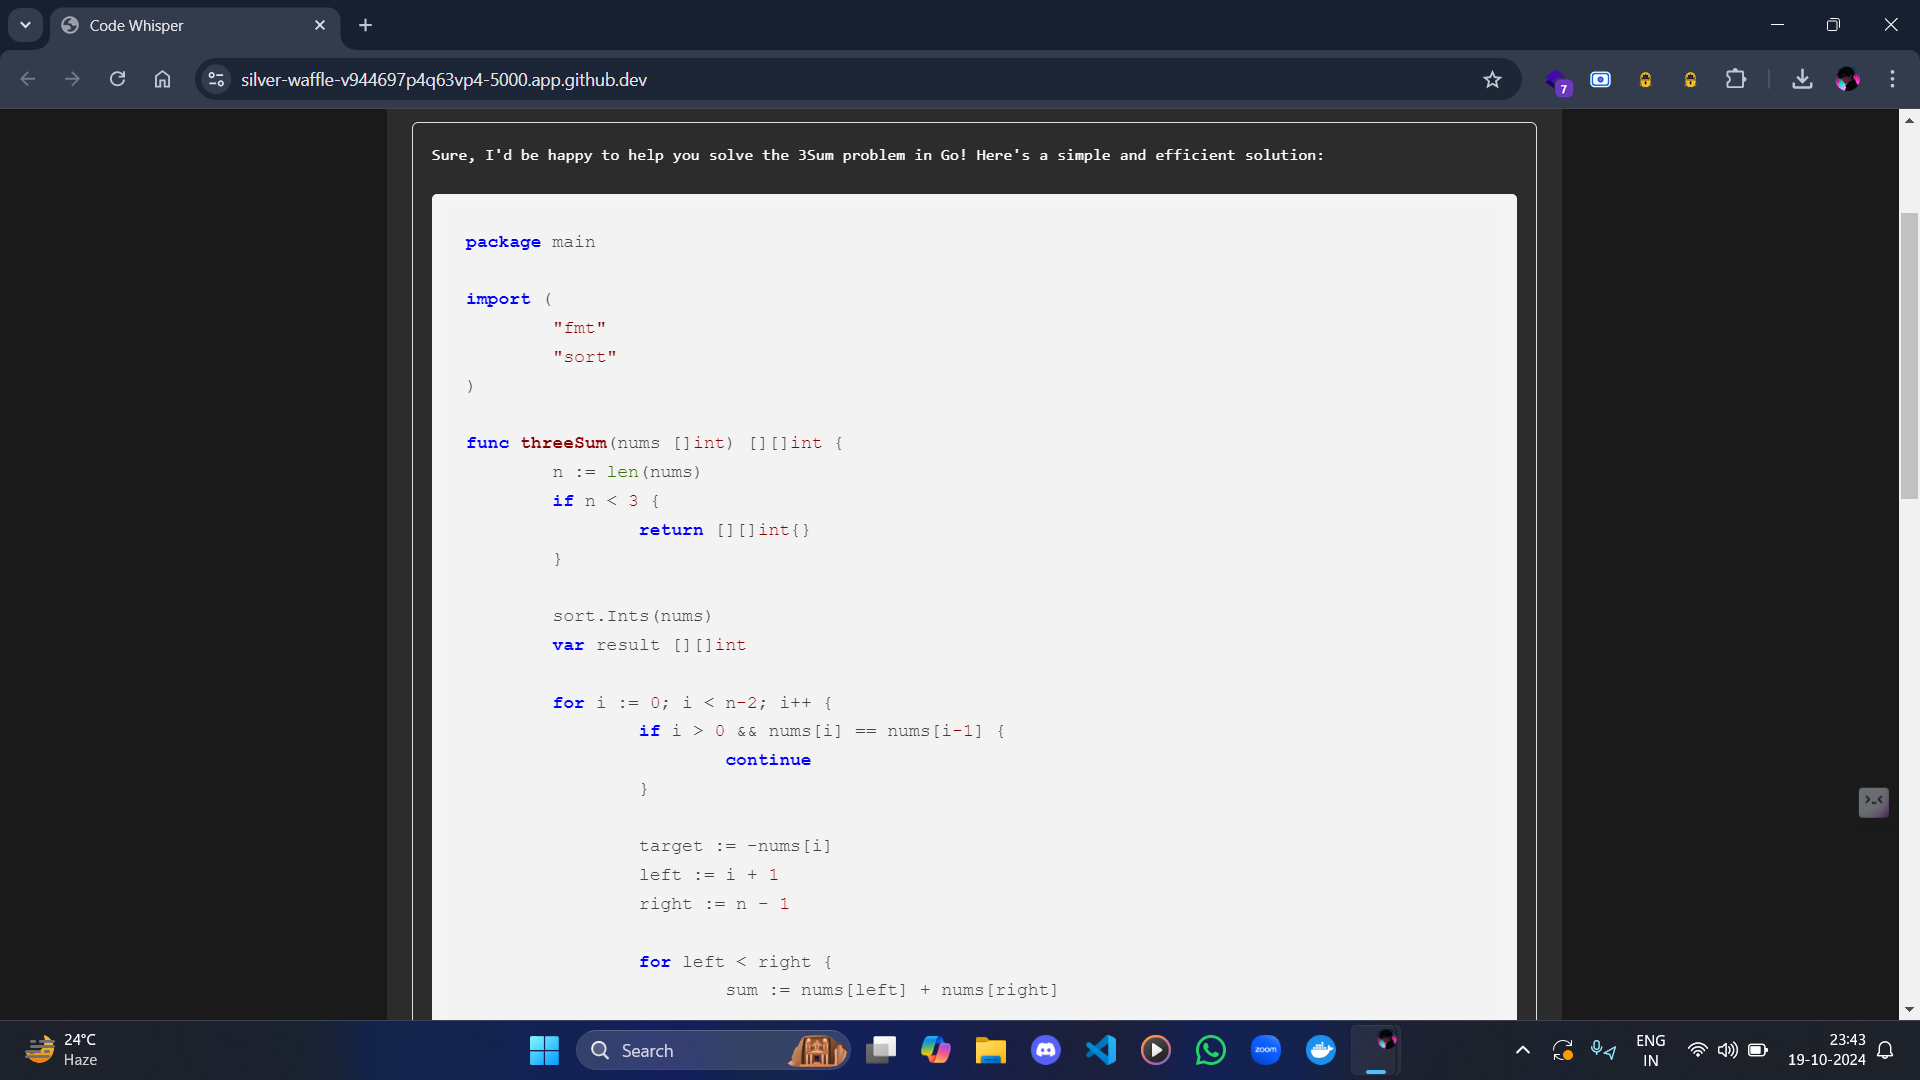 Code Whisper
silver-waffle-v944697p4q63vp4-5000.app.github.dev
7
Sure, I'd be happy to help you solve the 3Sum problem in Go! Here's a simple and efficient solution:
package main
import (
"fmt"
"sort"
)
func threeSum(nums []int) [][]int {
n := len(nums)
if n < 3 {
return [][]int{}
}
sort.Ints(nums)
var result [][]int
for i := 0; i < n-2; i++ {
if i > 0 && nums[i] == nums[i-1] {
continue
}
target := -nums[i]
left := i + 1
right := n - 1
for left < right {
sum := nums[left] + nums[right]
24°C
Haze
Search
zoom
ENG
IN
23:43
19-10-2024